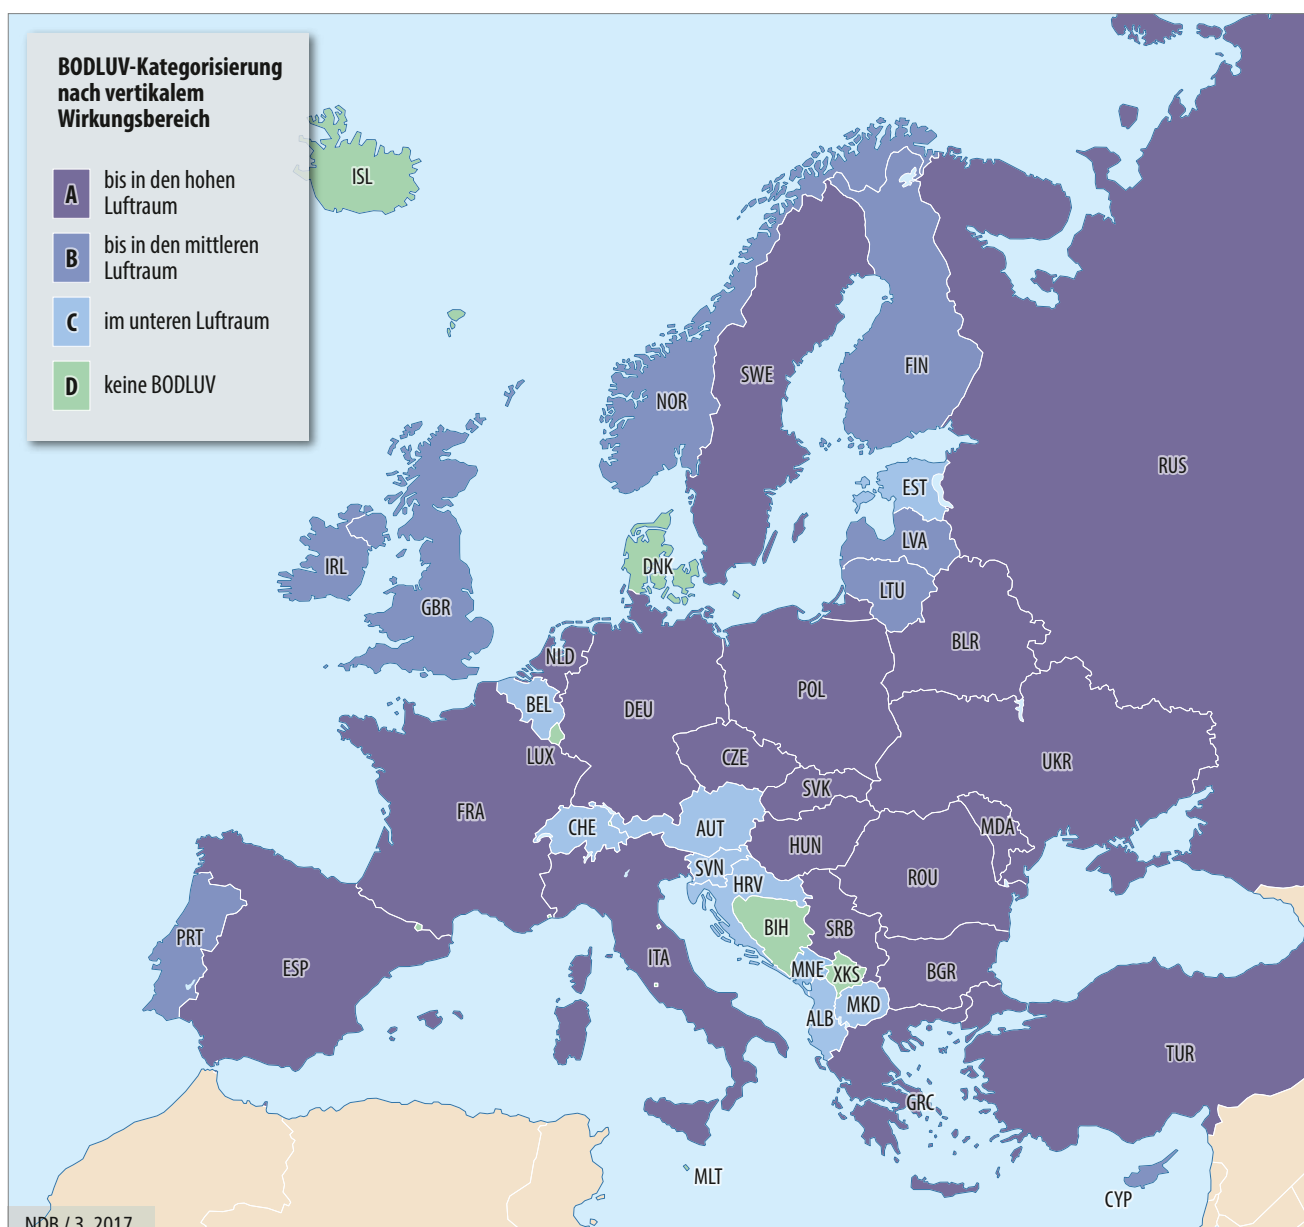 BODLUV-Kategorisierung
nach vertikalem
Wirkungsbereich
A bis in den hohen
Luftraum
B bis in den mittleren
Luftraum
C im unteren Luftraum
D keine BODLUV
ISL
SWE
FIN
NOR
RUS
EST
LVA
DNK
IRL
LTU
GBR
BLR
NLD
POL
BEL
DEU
LUX
CZE
UKR
SVK
FRA
CHE
AUT
MDA
HUN
SVN
ROU
HRV
PRT
BIH
SRB
ITA
ESP
MNE
XKS
BGR
MKD
ALB
TUR
GRC
MLT
CYP
NDB / 3 2017